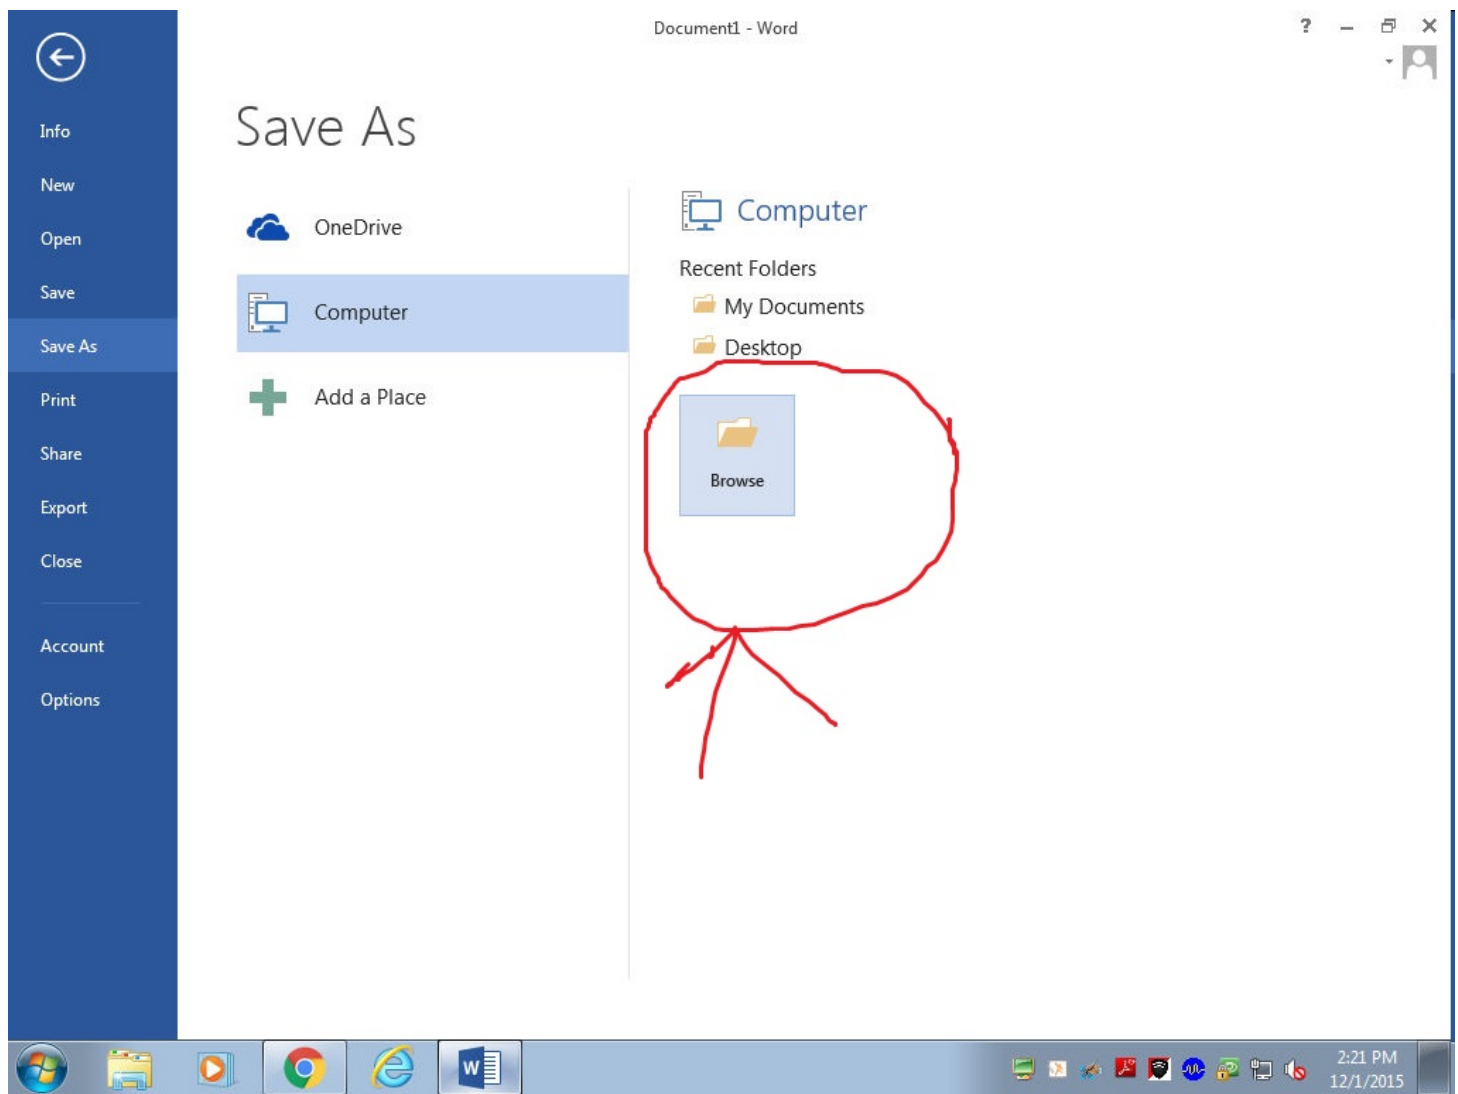 Document1 - Word
?
Info
New
Open
Save
Save As
Print
Share
Export
Close
Account
Options
Save As
OneDrive
Computer
Add a Place
Computer
Recent Folders
My Documents
Desktop
Browse
W
2:21 PM
12/1/2015